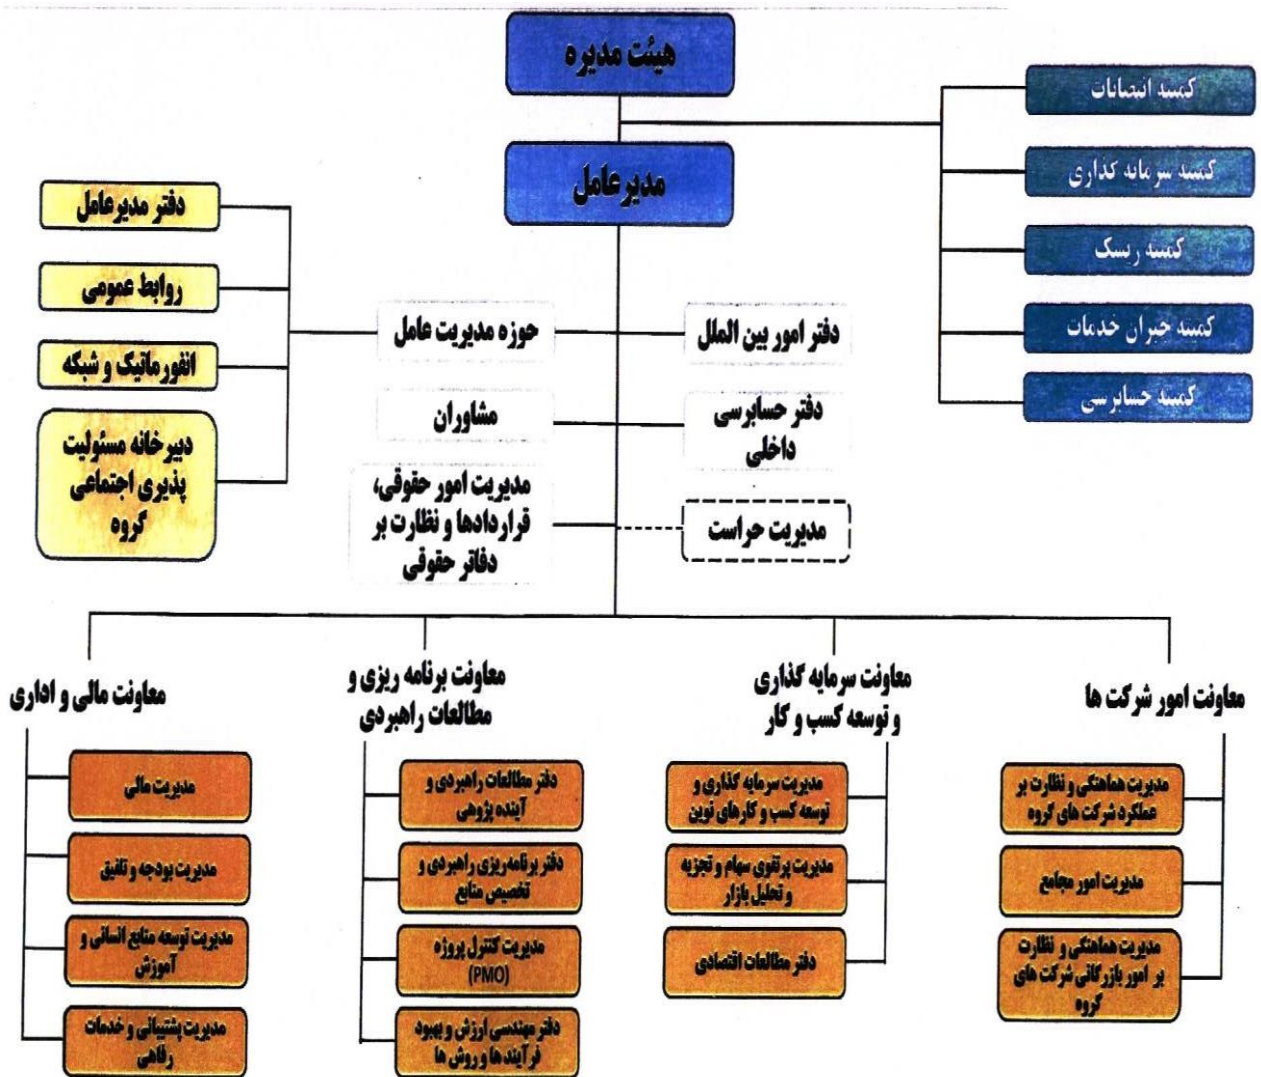 هیئت مدیره
مدیرعامل
کمیته انتصابات
کمیته سرمایه گذاری
کمیته ریسک
کمیته جبران خدمات
کمیته حسابرسی
دفتر مدیرعامل
روابط عمومی
انفورماتیک و شبکه
دبیرخانه مسئولیت
پذیری اجتماعی
گروه
دفتر امور بین الملل
حوزه مدیریت عامل
دفتر حسابرسی
داخلی
مشاوران
مدیریت حراست
مدیریت امور حقوقی،
قراردادها و نظارت بر
دفاتر حقوقی
معاونت امور شرکت ها
مدیریت هماهنگی و نظارت بر
عملکرد شرکت های گروه
مدیریت امور مجامع
مدیریت هماهنگی و نظارت
بر امور بازرگانی شرکت های
گروه
معاونت سرمایه گذاری
و توسعه کسب و کار
مدیریت سرمایه گذاری و
توسعه کسب و کارهای نوین
مدیریت پرتفوی سهام و تجزیه
و تحلیل بازار
دفتر مطالعات اقتصادی
معاونت برنامه ریزی و
مطالعات راهبردی
دفتر مطالعات راهبردی و
آینده پژوهی
دفتر برنامه ریزی راهبردی و
تخصیص منابع
مدیریت کنترل پروژه
(PMO)
دفتر مهندسی ارزش و بهبود
فرآیندها و روش ها
معاونت مالی و اداری
مدیریت مالی
مدیریت بودجه و تلفیق
مدیریت توسعه منابع انسانی و
آموزش
مدیریت پشتیبانی و خدمات
رفاهی